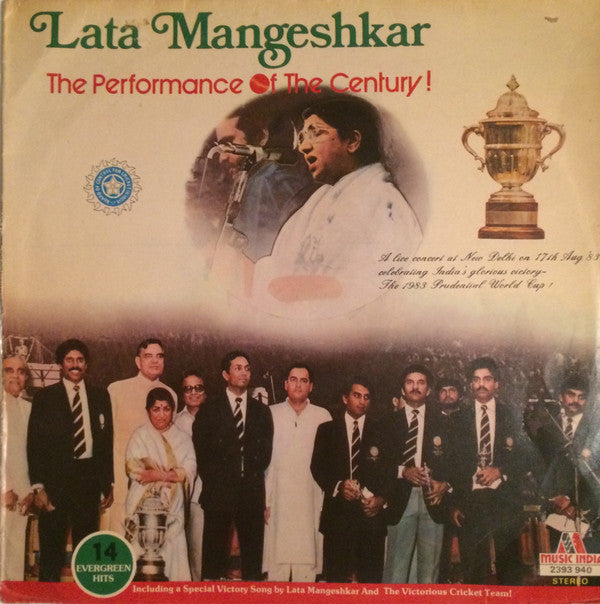 Lata Mangeshkar
The Performance Of The Century!
A live concert at New Delhi on 17th Aug '83
celebrating India's glorious victory-
The 1983 Prudential World Cup!
14
EVERGREEN
HITS
MUSIC INDIA
2393 940
STEREO
Including a Special Victory Song by Lata Mangeshkar And The Victorious Cricket Team!